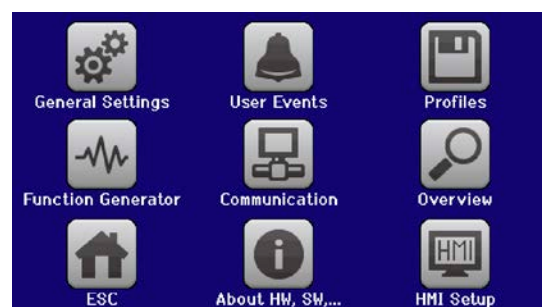 General Settings
User Events
Profiles
Function Generator
Communication
Overview
HMI
ESC
About HW, SW,...
HMI Setup